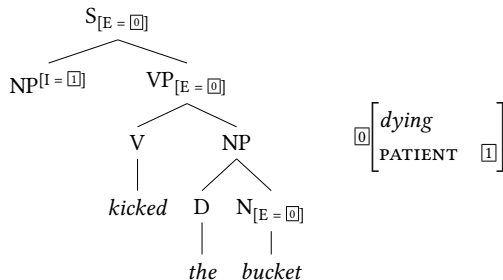 S[E = 0]
NP[I = 1] VP[E = 0]
V NP
0 [dying
PATIENT 1]
kicked D N[E = 0]
the bucket